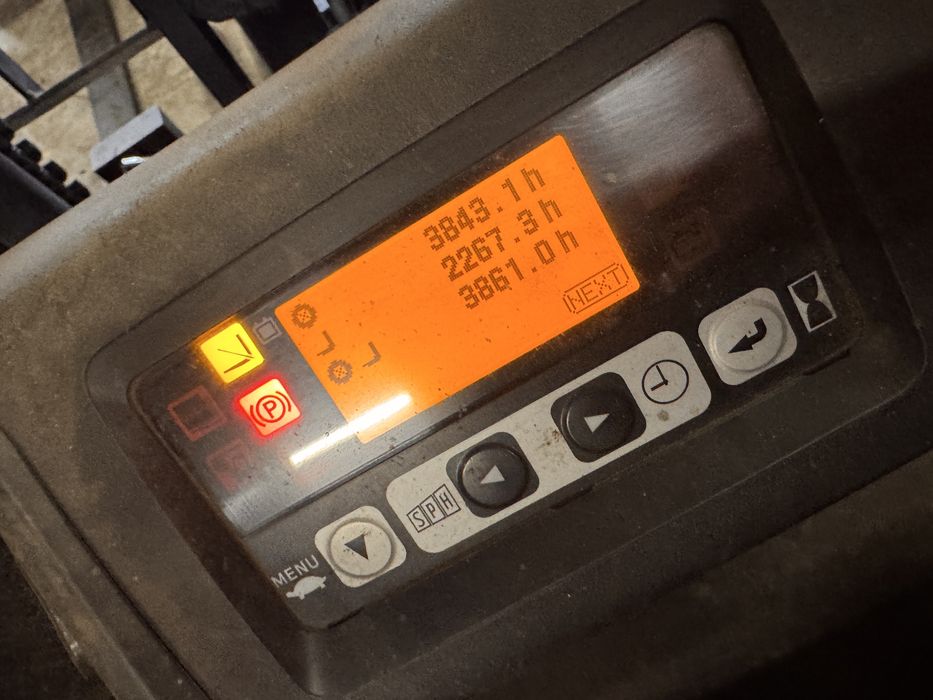 3843.1h
2267.3h
3861.0h
NEXT
P
SPH
MENU